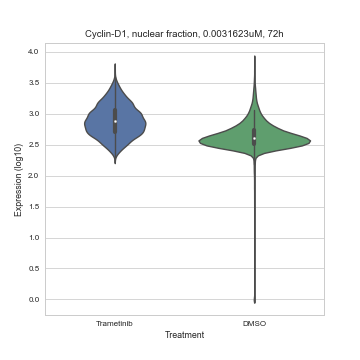 Cyclin-D1, nuclear fraction, 0.0031623uM, 72h
4.0
3.5
3.0
2.5
2.0
1.5
1.0
0.5
0.0
Expression (log10)
Trametinib DMSO
Treatment